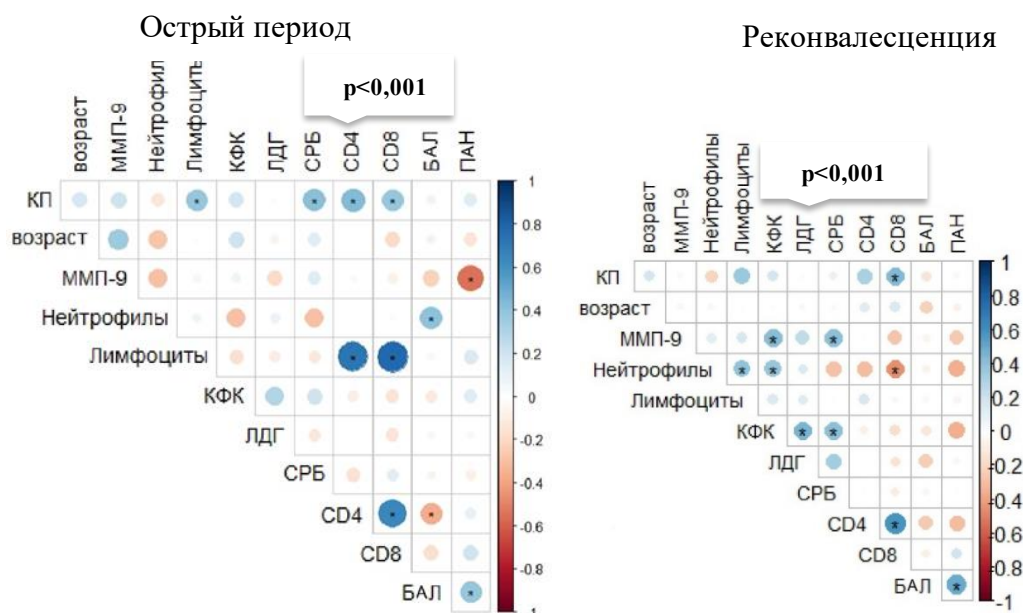 Острый период
p<0,001
возраст
ММП-9
Нейтрофил
Лимфоциты
КФК
ЛДГ
СРБ
CD4
CD8
БАЛ
ПАН
КП
возраст
ММП-9
Нейтрофилы
Лимфоциты
КФК
ЛДГ
СРБ
CD4
CD8
БАЛ
1
0.8
0.6
0.4
0.2
0
-0.2
-0.4
-0.6
-0.8
-1
Реконвалесценция
p<0,001
возраст
ММП-9
Нейтрофилы
Лимфоциты
КФК
ЛДГ
СРБ
CD4
CD8
БАЛ
ПАН
КП
возраст
ММП-9
Нейтрофилы
Лимфоциты
КФК
ЛДГ
СРБ
CD4
CD8
БАЛ
1
0.8
0.6
0.4
0.2
0
-0.2
-0.4
-0.6
-0.8
-1